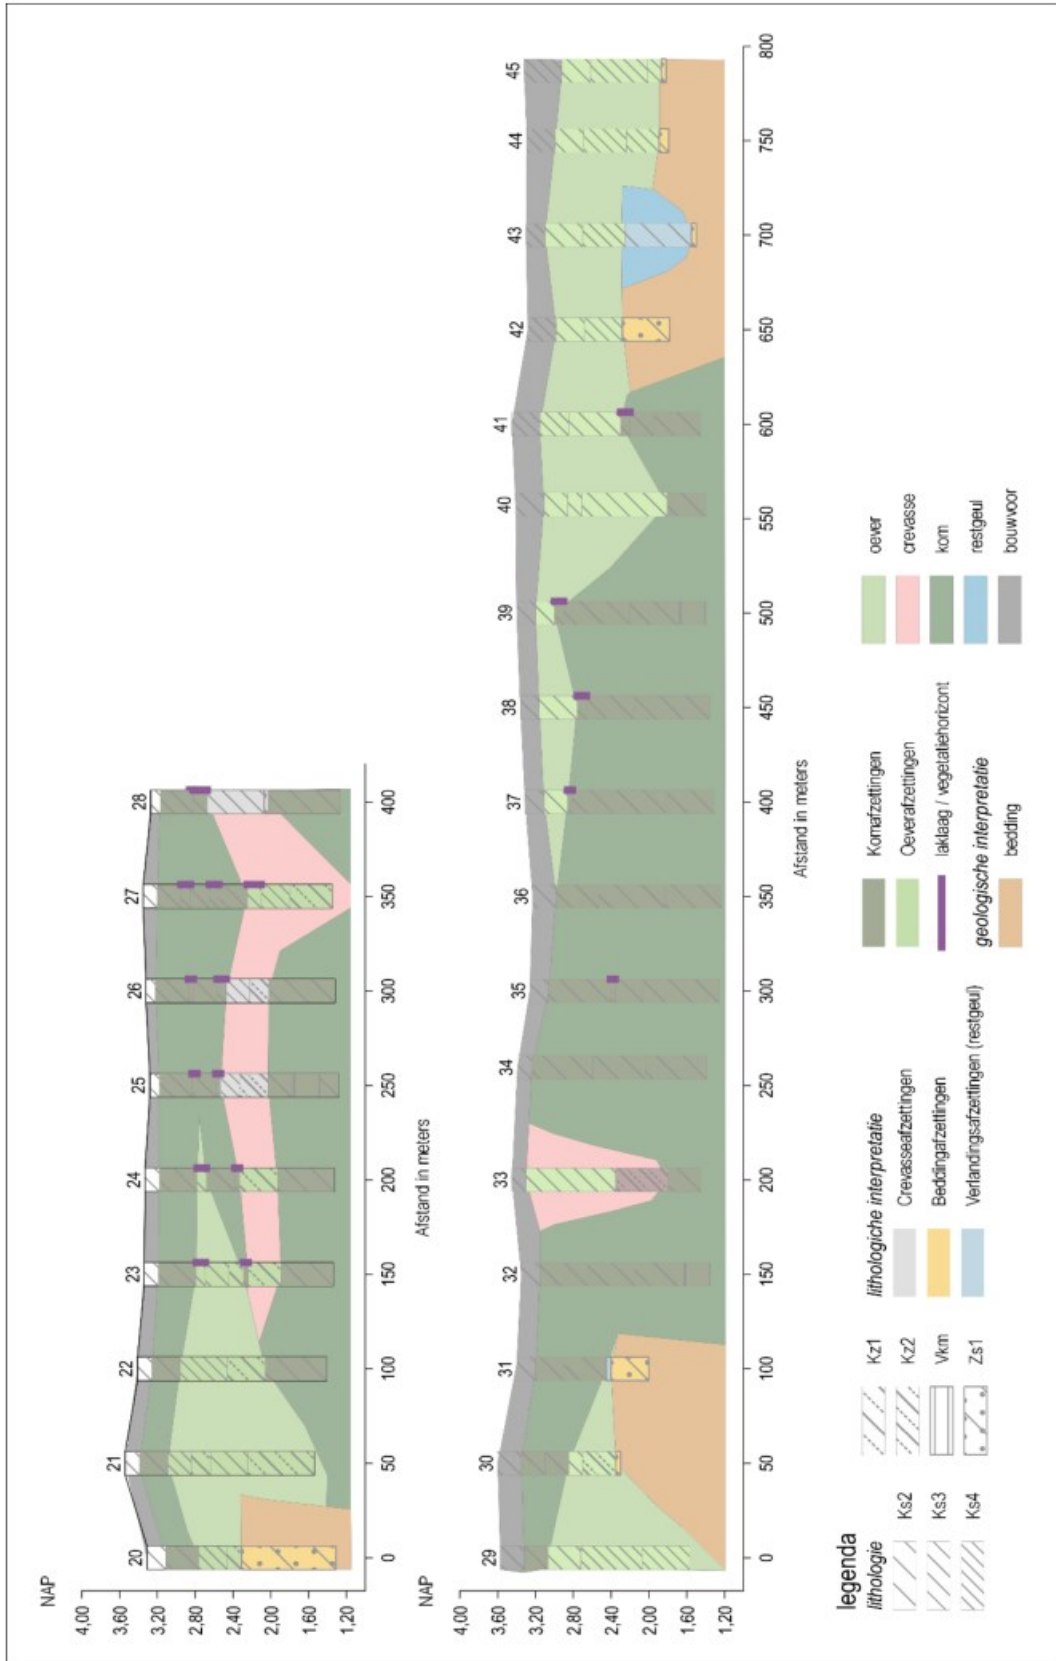 NAP
4,00
3,60
3,20
2,80
2,40
2,00
1,60
1,20
20 21 22 23 24 25 26 27 28
0 50 100 150 200 250 300 350 400
Afstand in meters
NAP
4,00
3,60
3,20
2,80
2,40
2,00
1,60
1,20
29 30 31 32 33 34 35 36 37 38 39 40 41 42 43 44 45
0 50 100 150 200 250 300 350 400 450 500 550 600 650 700 750 800
Afstand in meters
legenda
lithologie
Ks2
Ks3
Ks4
Kz1
Kz2
Vkm
Zs1
lithologiche interpretatie
Crevasseafzettingen
Beddingafzettingen
Verlandingsafzettingen (restgeul)
Komafzettingen
Oeverafzettingen
laklaag / vegetatiehorizont
geologische interpretatie
bedding
oever
crevasse
kom
restgeul
bouwvoor